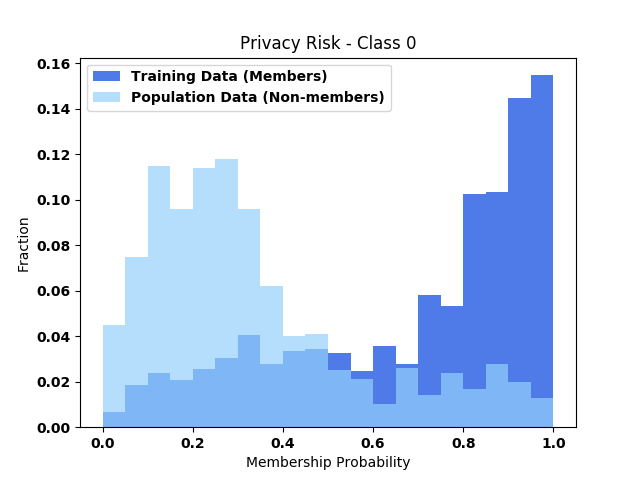 Privacy Risk - Class 0
Training Data (Members)
Population Data (Non-members)
0.16
0.14
0.12
0.10
0.08
0.06
0.04
0.02
0.00
Fraction
0.0 0.2 0.4 0.6 0.8 1.0
Membership Probability